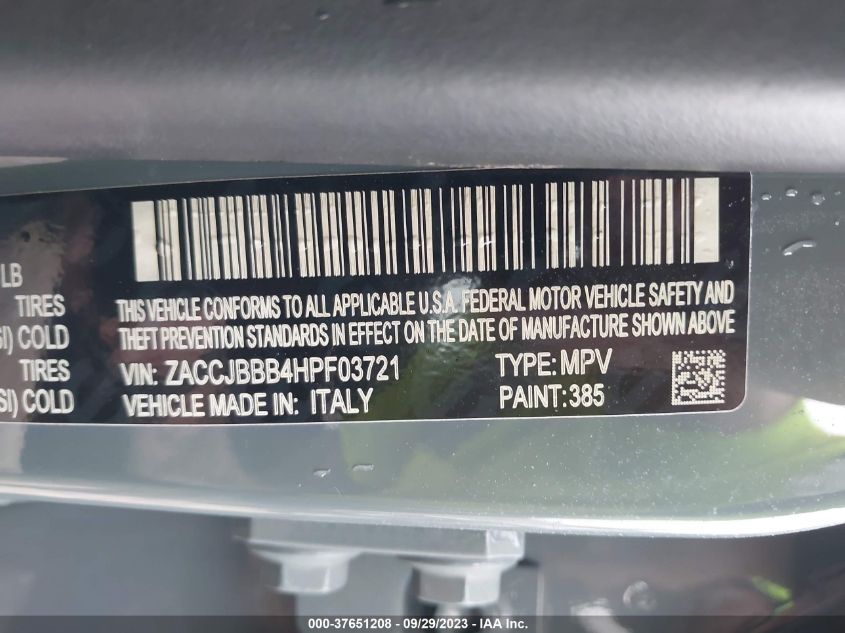 LB
TIRES
SI) COLD
TIRES
SI) COLD
THIS VEHICLE CONFORMS TO ALL APPLICABLE U.S.A. FEDERAL MOTOR VEHICLE SAFETY AND
THEFT PREVENTION STANDARDS IN EFFECT ON THE DATE OF MANUFACTURE SHOWN ABOVE
VIN: ZACCJBBB4HPF03721 TYPE: MPV
VEHICLE MADE IN: ITALY PAINT: 385
000-37651208 - 09/29/2023 - IAA Inc.